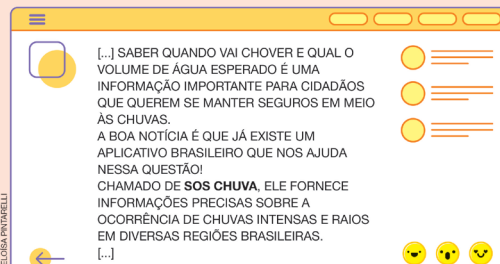 [...] SABER QUANDO VAI CHOVER E QUAL O
VOLUME DE ÁGUA ESPERADO É UMA
INFORMAÇÃO IMPORTANTE PARA CIDADÃOS
QUE QUEREM SE MANTER SEGUROS EM MEIO
ÀS CHUVAS.
A BOA NOTÍCIA É QUE JÁ EXISTE UM
APLICATIVO BRASILEIRO QUE NOS AJUDA
NESSA QUESTÃO!
CHAMADO DE SOS CHUVA, ELE FORNECE
INFORMAÇÕES PRECISAS SOBRE A
OCORRÊNCIA DE CHUVAS INTENSAS E RAIOS
EM DIVERSAS REGIÕES BRASILEIRAS.
[...]
ELOÍSA PINTARELLI